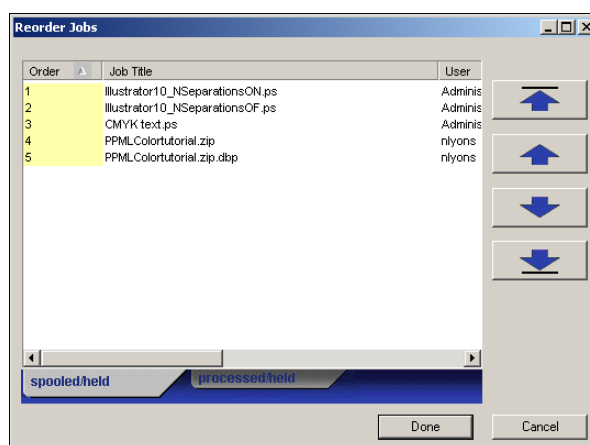 Reorder Jobs
Order Job Title User
1 Illustrator10_NSeparationsON.ps Adminis
2 Illustrator10_NSeparationsOF.ps Adminis
3 CMYK text.ps Adminis
4 PPMLColortutorial.zip nlyons
5 PPMLColortutorial.zip.dbp nlyons
spooled/held processed/held
Done Cancel